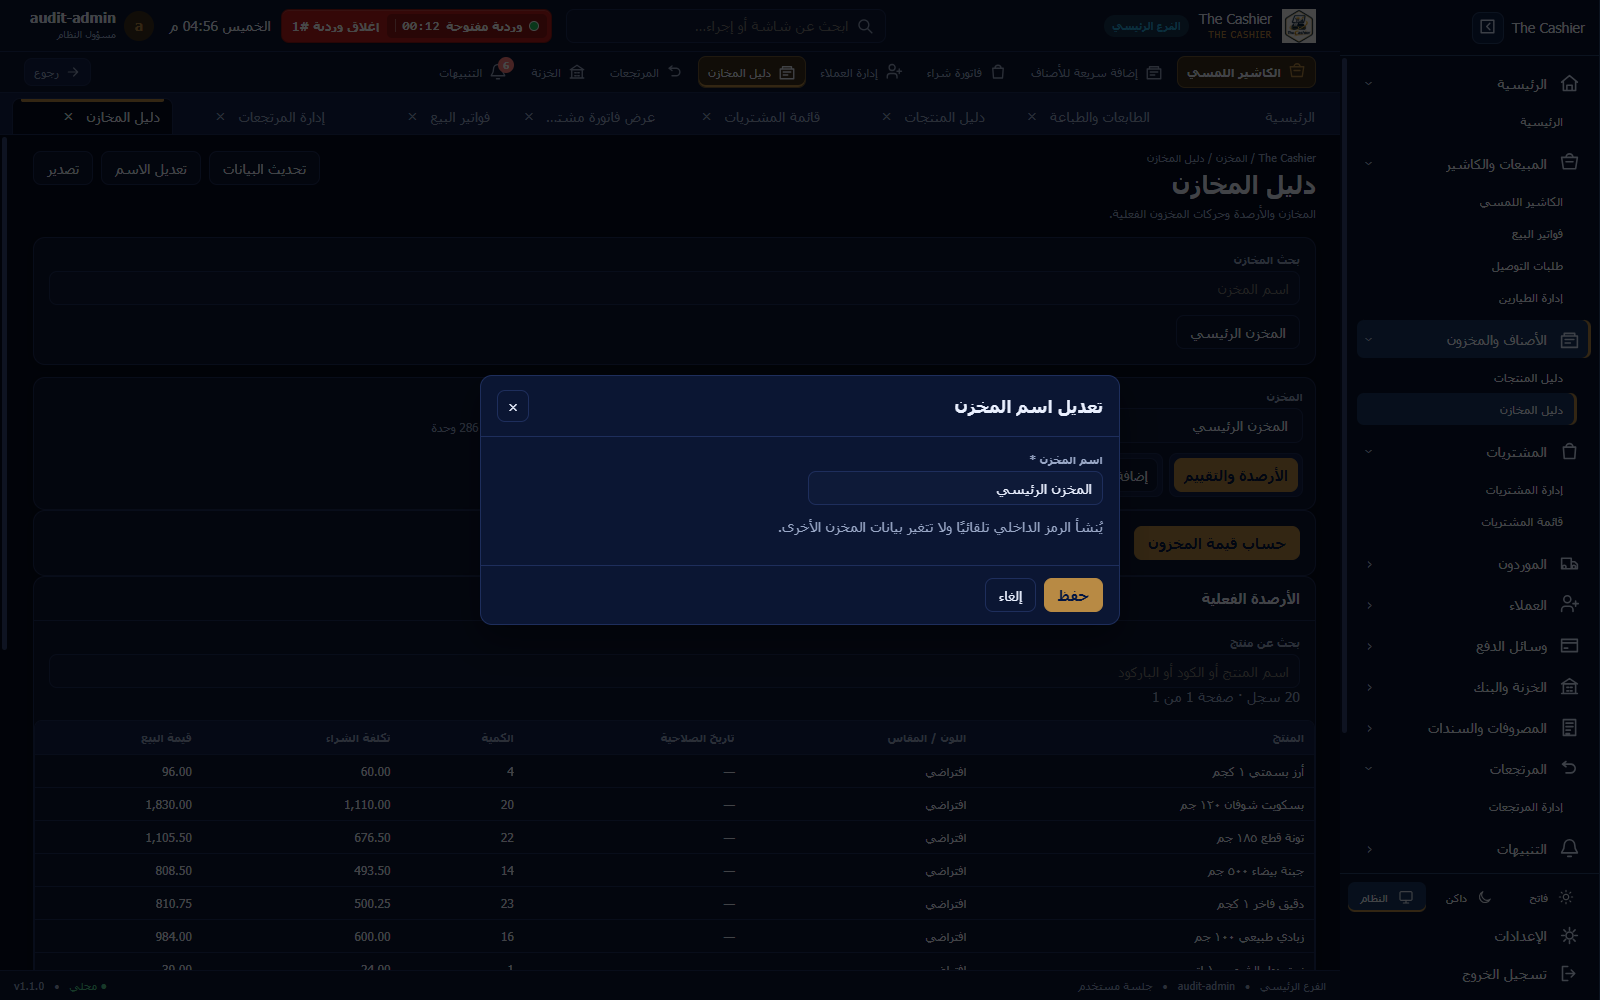 The Cashier
الرئيسية
الرئيسية
المبيعات والكاشير
الكاشير اللمسي
فواتير البيع
طلبات التوصيل
إدارة الطيارين
الأصناف والمخزون
دليل المنتجات
دليل المخازن
المشتريات
إدارة المشتريات
قائمة المشتريات
الموردون
العملاء
وسائل الدفع
الخزنة والبنك
المصروفات والسندات
المرتجعات
إدارة المرتجعات
التنبيهات
فاتح داكن النظام
الإعدادات
تسجيل الخروج
The Cashier
THE CASHIER
الفرع الرئيسي
ابحث عن شاشة أو إجراء...
وردية مفتوحة 00:12 إغلاق وردية #1
الخميس 04:56 م
a
audit-admin
مسؤول النظام
الكاشير اللمسي إضافة سريعة للأصناف فاتورة شراء إدارة العملاء دليل المخازن المرتجعات الخزنة التنبيهات 6 رجوع
الرئيسية الطابعات والطباعة × دليل المنتجات × قائمة المشتريات × عرض فاتورة مشتـ... × فواتير البيع × إدارة المرتجعات × دليل المخازن ×
The Cashier / المخزن / دليل المخازن
دليل المخازن
المخازن والأرصدة وحركات المخزون الفعلية.
تحديث البيانات تعديل الاسم تصدير
بحث المخازن
اسم المخزن
المخزن الرئيسي
المخزن
المخزن الرئيسي
286 وحدة
الأرصدة والتقييم إضافة
حساب قيمة المخزون
تعديل اسم المخزن ×
اسم المخزن *
المخزن الرئيسي
يُنشأ الرمز الداخلي تلقائيًا ولا تتغير بيانات المخزن الأخرى.
حفظ إلغاء
الأرصدة الفعلية
بحث عن منتج
اسم المنتج أو الكود أو الباركود
20 سجل · صفحة 1 من 1
المنتج اللون / المقاس تاريخ الصلاحية الكمية تكلفة الشراء قيمة البيع
أرز بسمتي ١ كجم افتراضي — 4 60.00 96.00
بسكويت شوفان ١٢٠ جم افتراضي — 20 1,110.00 1,830.00
تونة قطع ١٨٥ جم افتراضي — 22 676.50 1,105.50
جبنة بيضاء ٥٠٠ جم افتراضي — 14 493.50 808.50
دقيق فاخر ١ كجم افتراضي — 23 500.25 810.75
زبادي طبيعي ١٠٠ جم افتراضي — 16 600.00 984.00
الفرع الرئيسي • audit-admin • جلسة مستخدم
محلي • v1.1.0